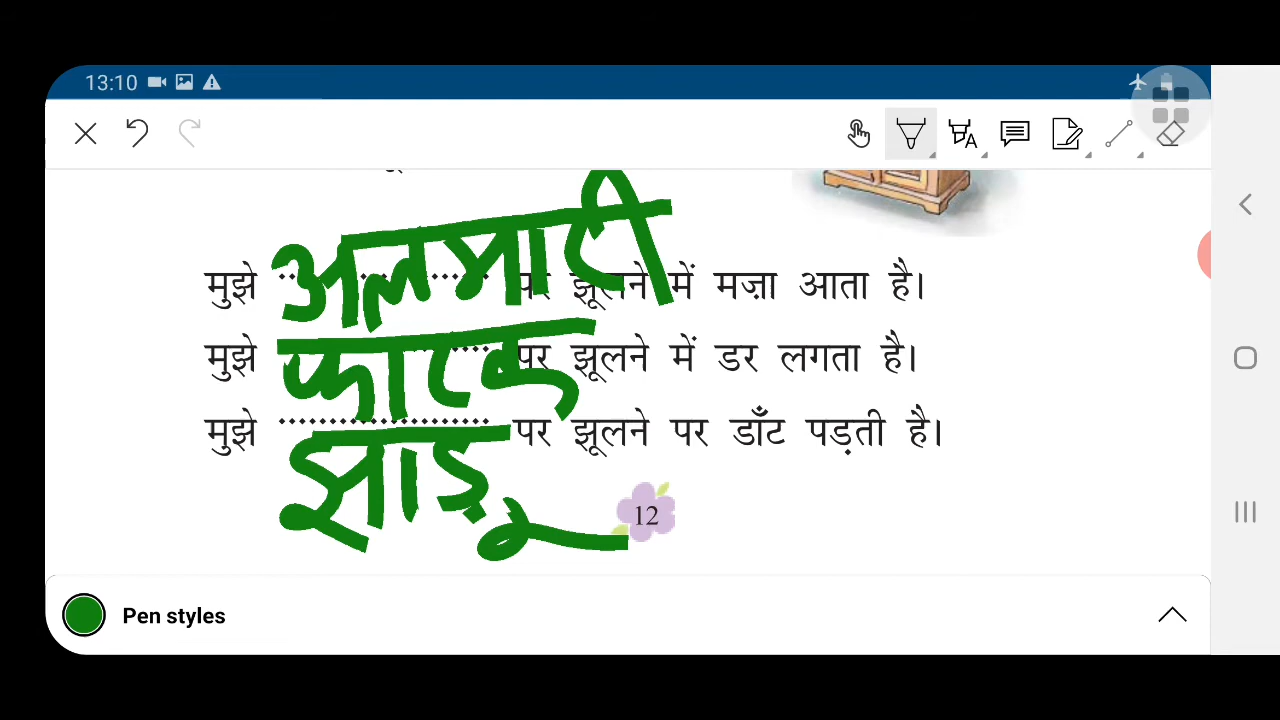 13:10
मुझे अलमारी पर झूलने में मज़ा आता है।
मुझे फाटक पर झूलने में डर लगता है।
मुझे झाड़ू पर झूलने पर डाँट पड़ती है।
12
Pen styles